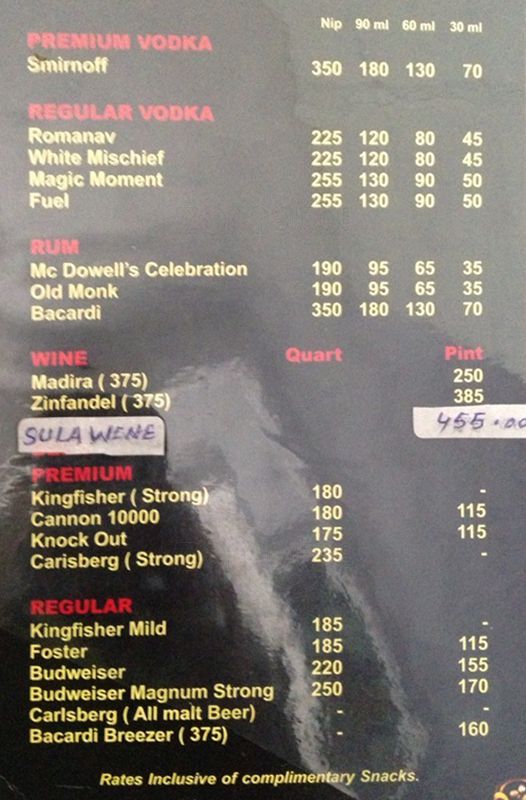 Nip 90 ml 60 ml 30 ml
PREMIUM VODKA
Smirnoff 350 180 130 70
REGULAR VODKA
Romanav 225 120 80 45
White Mischief 225 120 80 45
Magic Moment 255 130 90 50
Fuel 255 130 90 50
RUM
Mc Dowell's Celebration 190 95 65 35
Old Monk 190 95 65 35
Bacardi 350 180 130 70
WINE Quart Pint
Madira ( 375) 250
Zinfandel ( 375) 385
SULA WINE 455.00
PREMIUM
Kingfisher ( Strong) 180 -
Cannon 10000 180 115
Knock Out 175 115
Carisberg ( Strong) 235 -
REGULAR
Kingfisher Mild 185 -
Foster 185 115
Budweiser 220 155
Budweiser Magnum Strong 250 170
Carlsberg ( All malt Beer) - -
Bacardi Breezer ( 375) - 160
Rates Inclusive of complimentary Snacks.